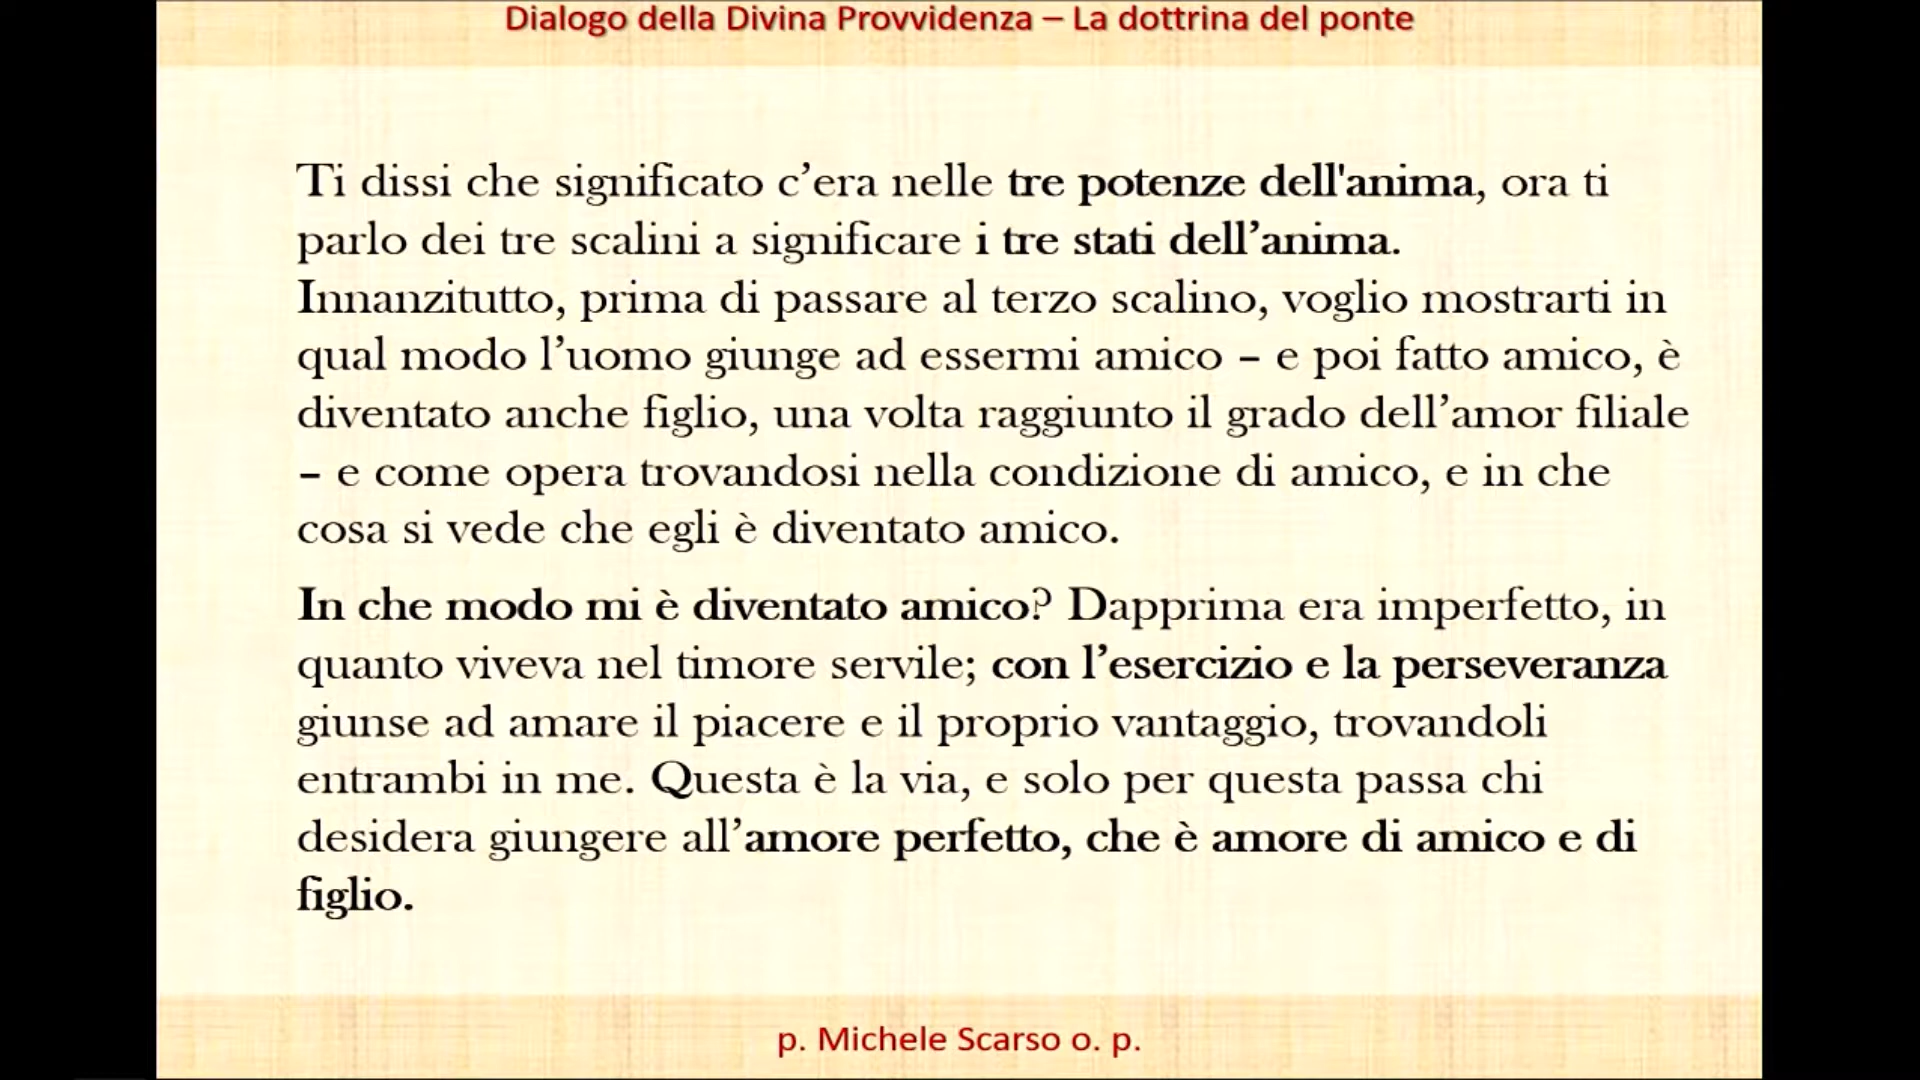 Dialogo della Divina Provvidenza – La dottrina del ponte
Ti dissi che significato c’era nelle tre potenze dell'anima, ora ti
parlo dei tre scalini a significare i tre stati dell’anima.
Innanzitutto, prima di passare al terzo scalino, voglio mostrarti in
qual modo l’uomo giunge ad essermi amico – e poi fatto amico, è
diventato anche figlio, una volta raggiunto il grado dell’amor filiale
– e come opera trovandosi nella condizione di amico, e in che
cosa si vede che egli è diventato amico.
In che modo mi è diventato amico? Dapprima era imperfetto, in
quanto viveva nel timore servile; con l’esercizio e la perseveranza
giunse ad amare il piacere e il proprio vantaggio, trovandoli
entrambi in me. Questa è la via, e solo per questa passa chi
desidera giungere all’amore perfetto, che è amore di amico e di
figlio.
p. Michele Scarso o. p.